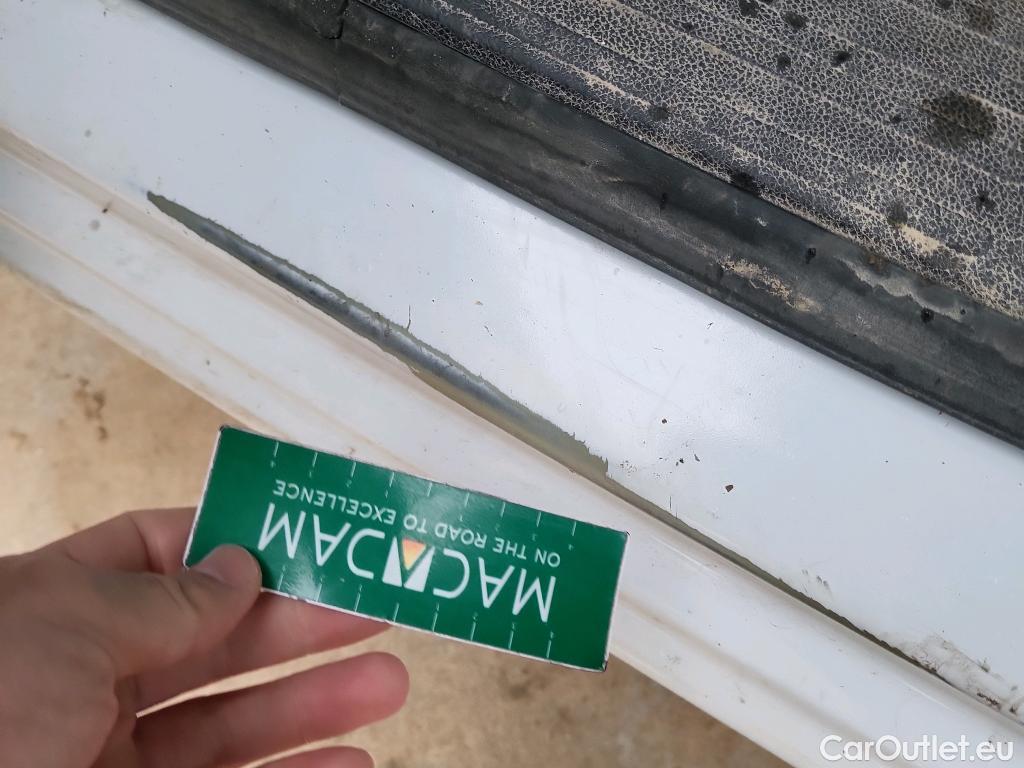 MACADAM
ON THE ROAD TO EXCELLENCE
CarOutlet.eu